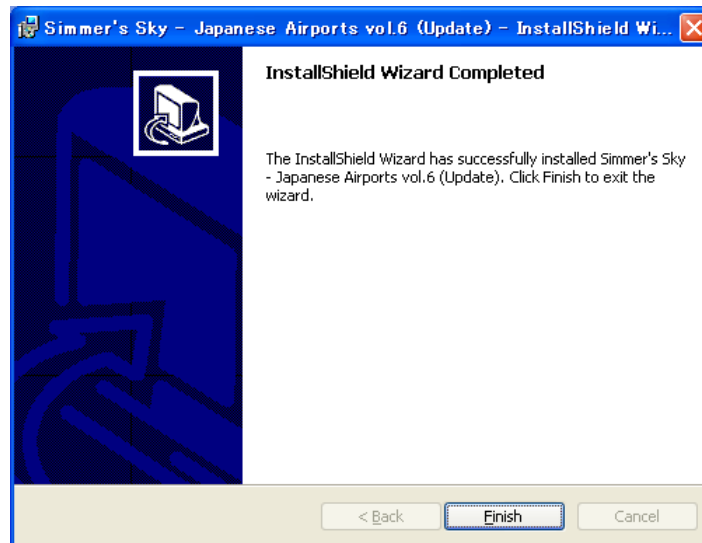 Simmer's Sky - Japanese Airports vol.6 (Update) - InstallShield Wi...
InstallShield Wizard Completed
The InstallShield Wizard has successfully installed Simmer's Sky
- Japanese Airports vol.6 (Update). Click Finish to exit the
wizard.
< Back
Finish
Cancel